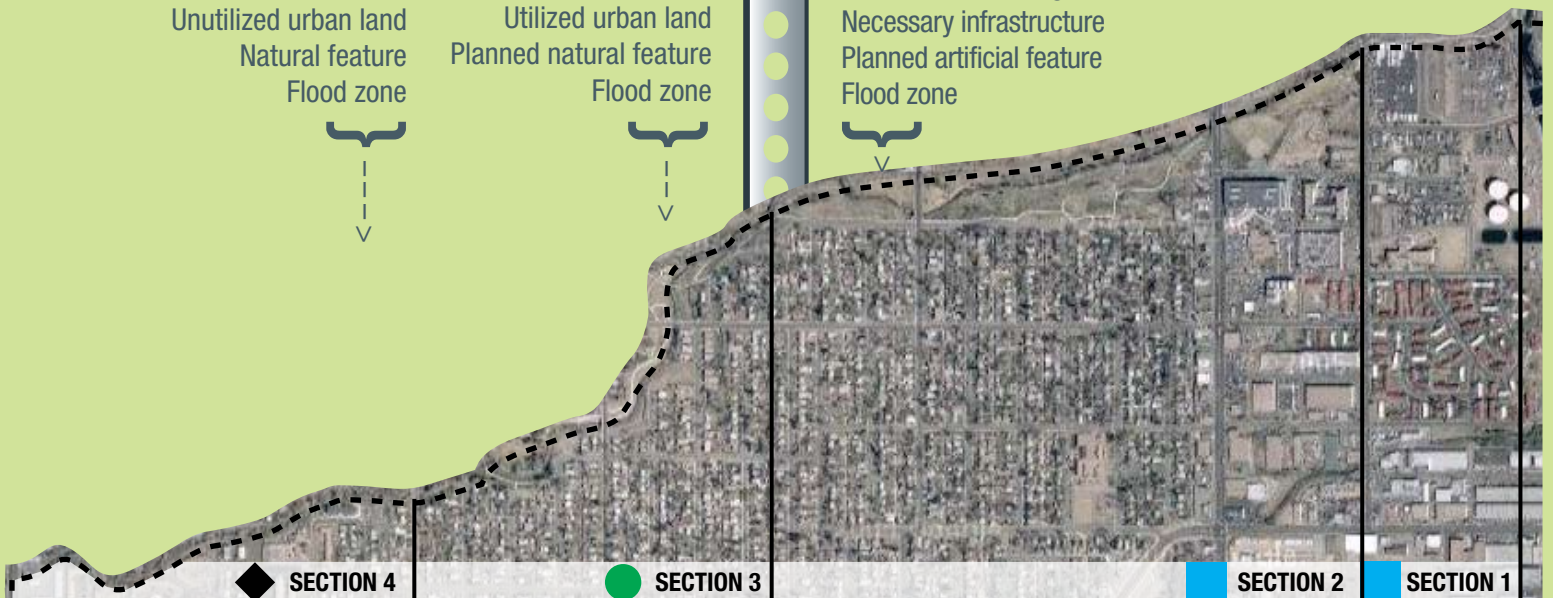 Unutilized urban land
Natural feature
Flood zone
Utilized urban land
Planned natural feature
Flood zone
Necessary infrastructure
Planned artificial feature
Flood zone
SECTION 4
SECTION 3
SECTION 2
SECTION 1